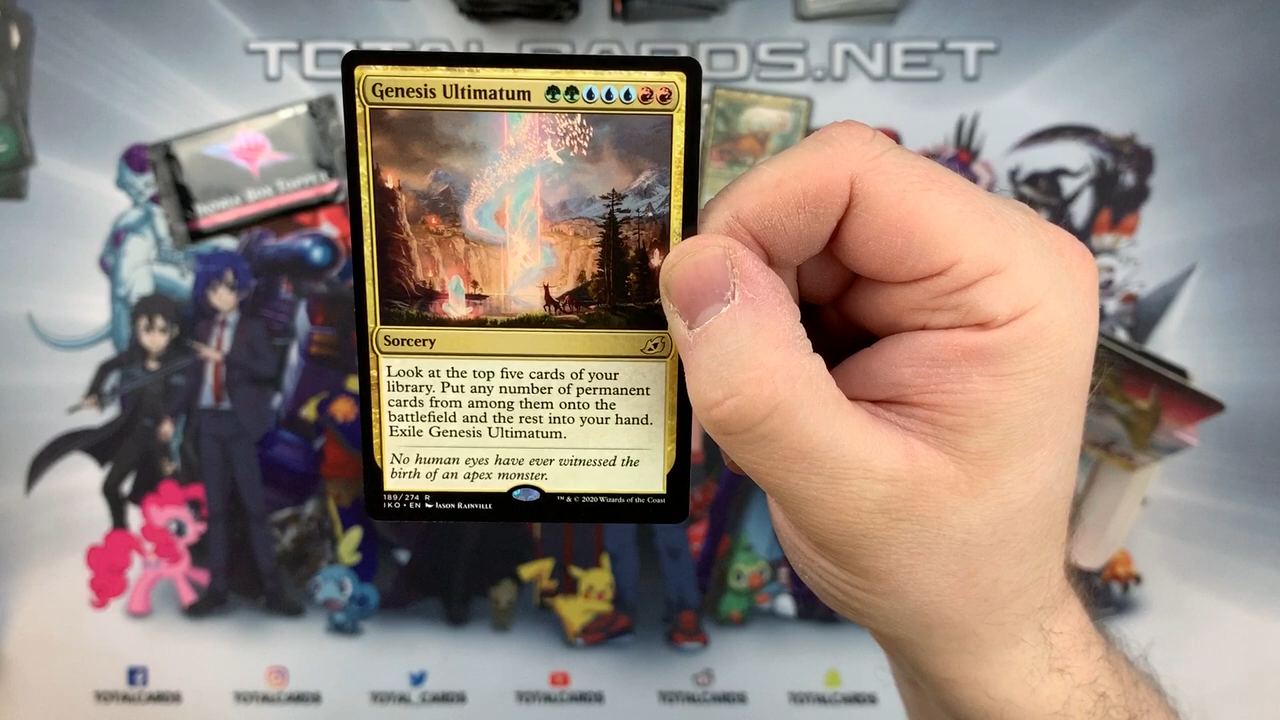 TOTALCARDS.NET
Genesis Ultimatum
Sorcery
Look at the top five cards of your
library. Put any number of permanent
cards from among them onto the
battlefield and the rest into your hand.
Exile Genesis Ultimatum.
No human eyes have ever witnessed the
birth of an apex monster.
189/274 R
IKO • EN Jason Rainville
™ & © 2020 Wizards of the Coast
Box Topper
TOTALCARDS
TOTALCARDS
TOTAL_CARDS
TOTALCARDS
TOTALCARDS
TOTALCARDS